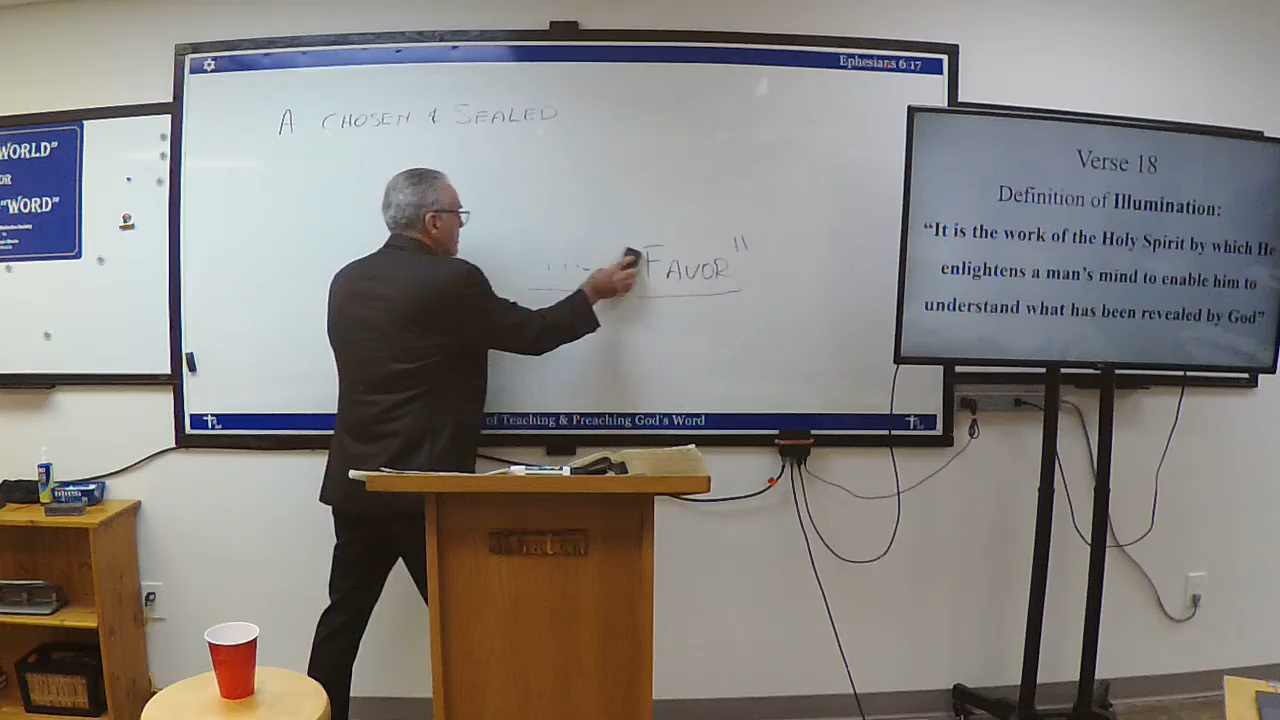 Ephesians 6:17
A CHOSEN & SEALED
WORLD"
OR
"WORD"
FAVOR"
of Teaching & Preaching God's Word
Verse 18
Definition of Illumination:
“It is the work of the Holy Spirit by which He
enlightens a man’s mind to enable him to
understand what has been revealed by God”